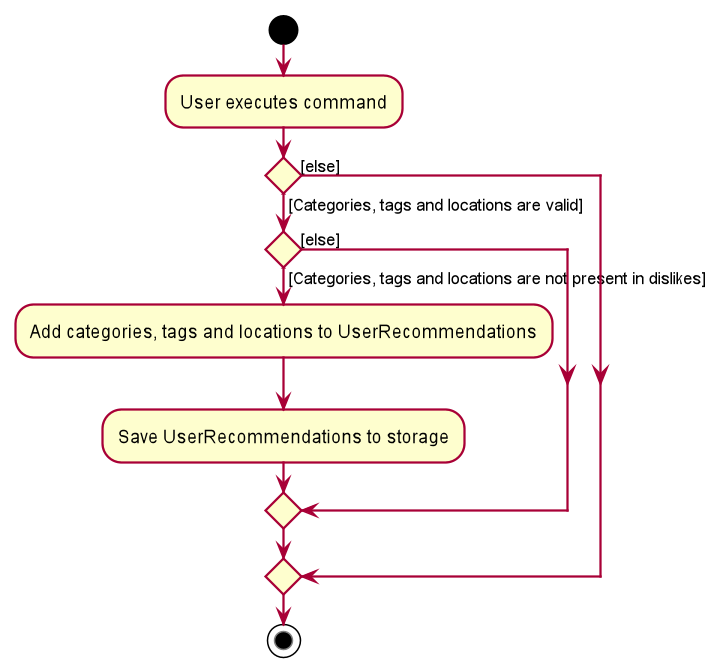 User executes command
[else]
[Categories, tags and locations are valid]
[else]
[Categories, tags and locations are not present in dislikes]
Add categories, tags and locations to UserRecommendations
Save UserRecommendations to storage